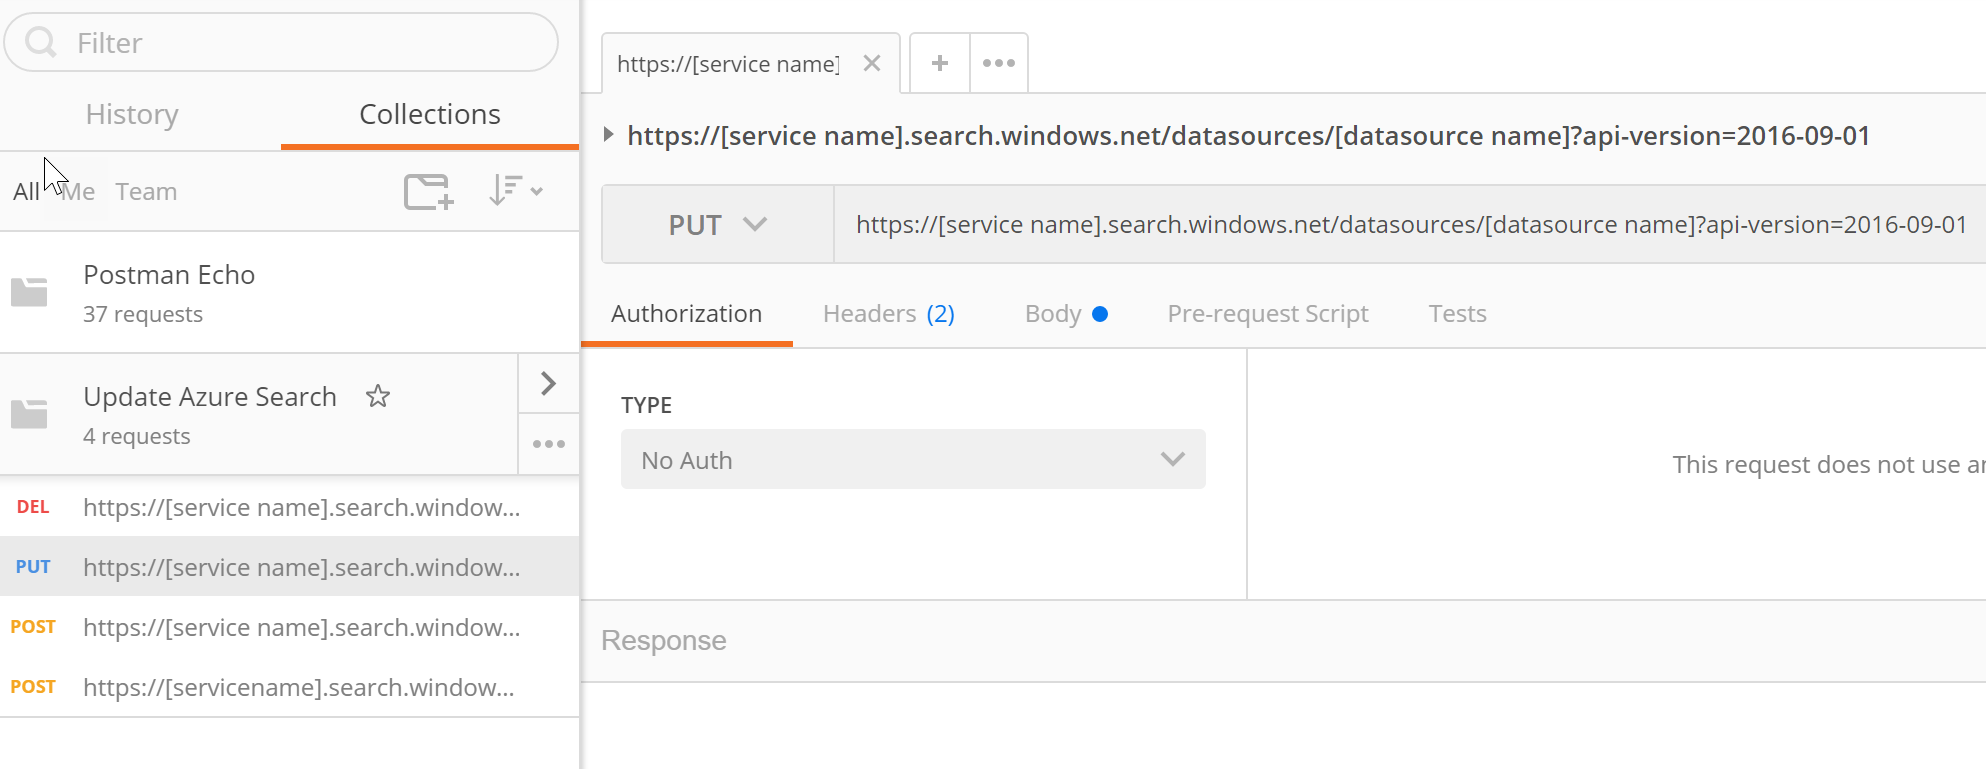 Filter
History
Collections
All Me Team
Postman Echo
37 requests
Update Azure Search
4 requests
DEL https://[service name].search.window...
PUT https://[service name].search.window...
POST https://[service name].search.window...
POST https://[servicename].search.window...
https://[service name]
https://[service name].search.windows.net/datasources/[datasource name]?api-version=2016-09-01
PUT https://[service name].search.windows.net/datasources/[datasource name]?api-version=2016-09-01
Authorization Headers (2) Body Pre-request Script Tests
TYPE
No Auth
This request does not use
Response